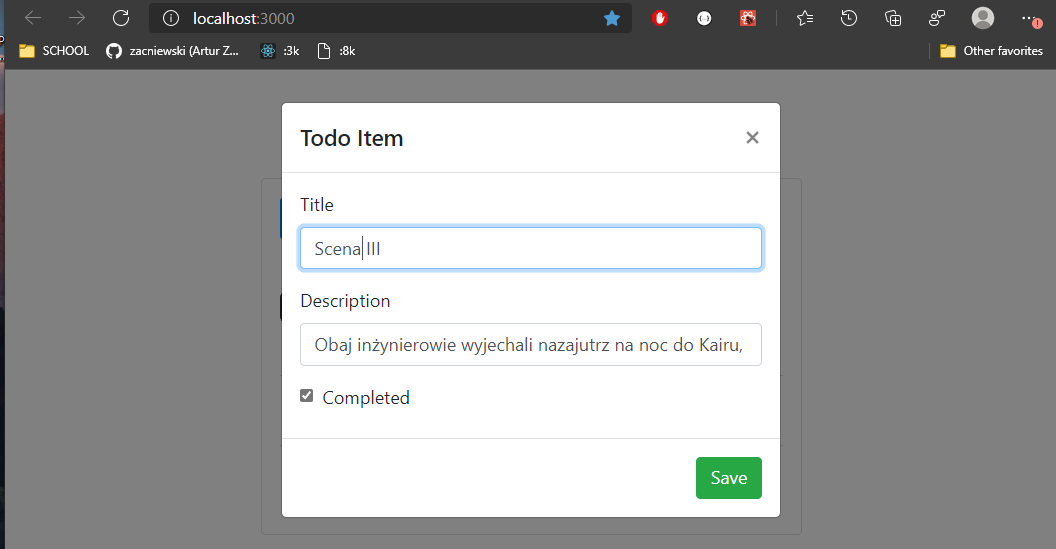 localhost:3000
SCHOOL
zacniewski (Artur Z...
:3k
:8k
Other favorites
Todo Item
Title
Scena III
Description
Obaj inżynierowie wyjechali nazajutrz na noc do Kairu,
Completed
Save